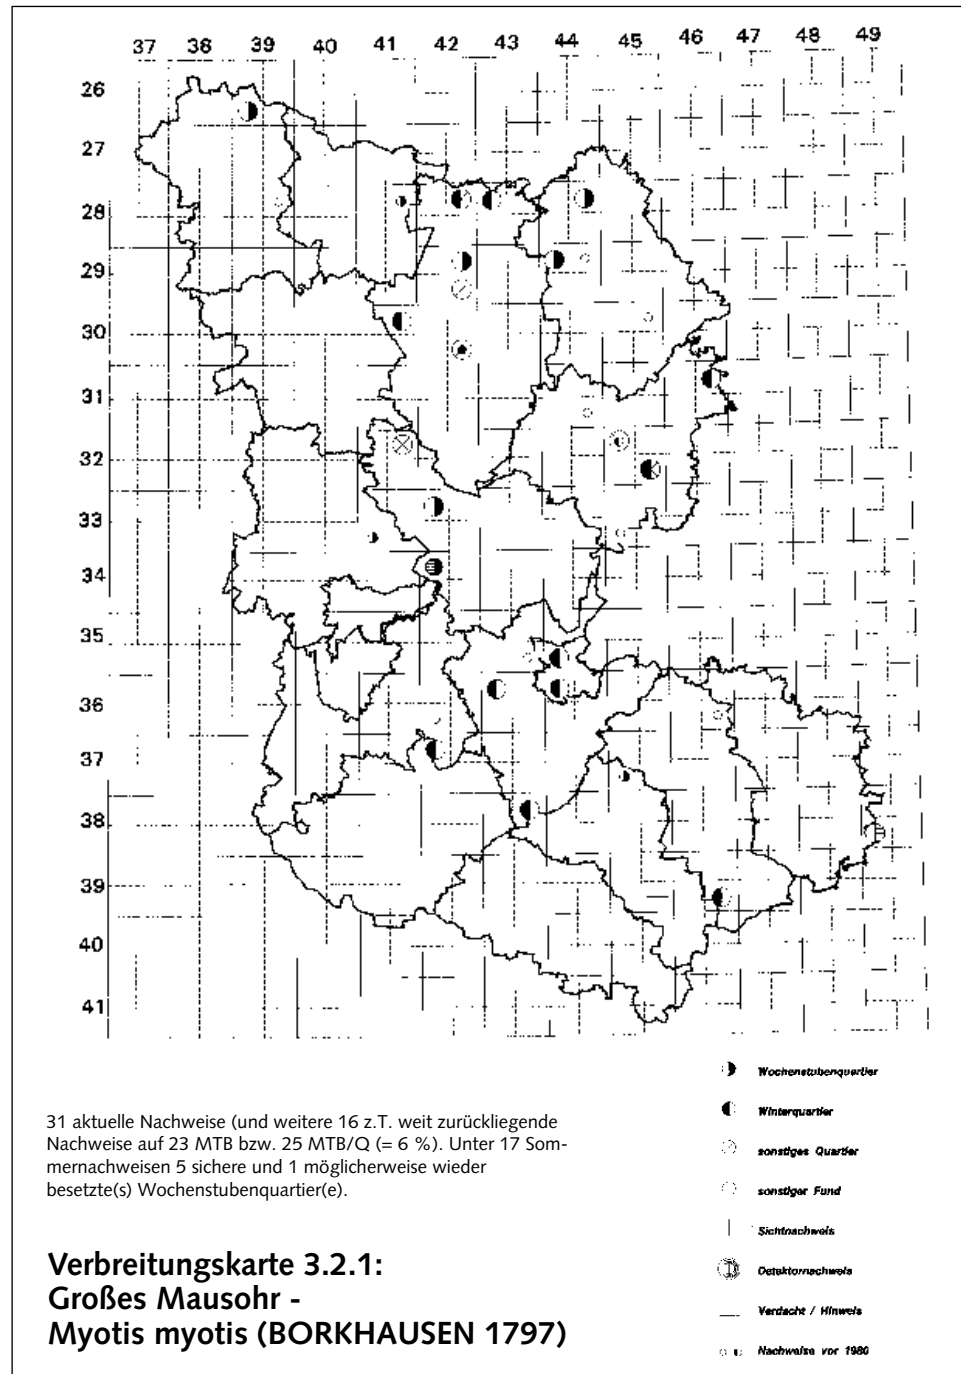 37 38 39 40 41 42 43 44 45 46 47 48 49
26
27
28
29
30
31
32
33
34
35
36
37
38
39
40
41
Wochenstubenquartier
Winterquartier
sonstiges Quartier
sonstiger Fund
Sichtnachweis
Detektornachweis
Verdacht / Hinweis
Nachweise vor 1980
31 aktuelle Nachweise (und weitere 16 z.T. weit zurückliegende
Nachweise auf 23 MTB bzw. 25 MTB/Q (= 6 %). Unter 17 Som-
mernachweisen 5 sichere und 1 möglicherweise wieder
besetzte(s) Wochenstubenquartier(e).
Verbreitungskarte 3.2.1:
Großes Mausohr -
Myotis myotis (BORKHAUSEN 1797)